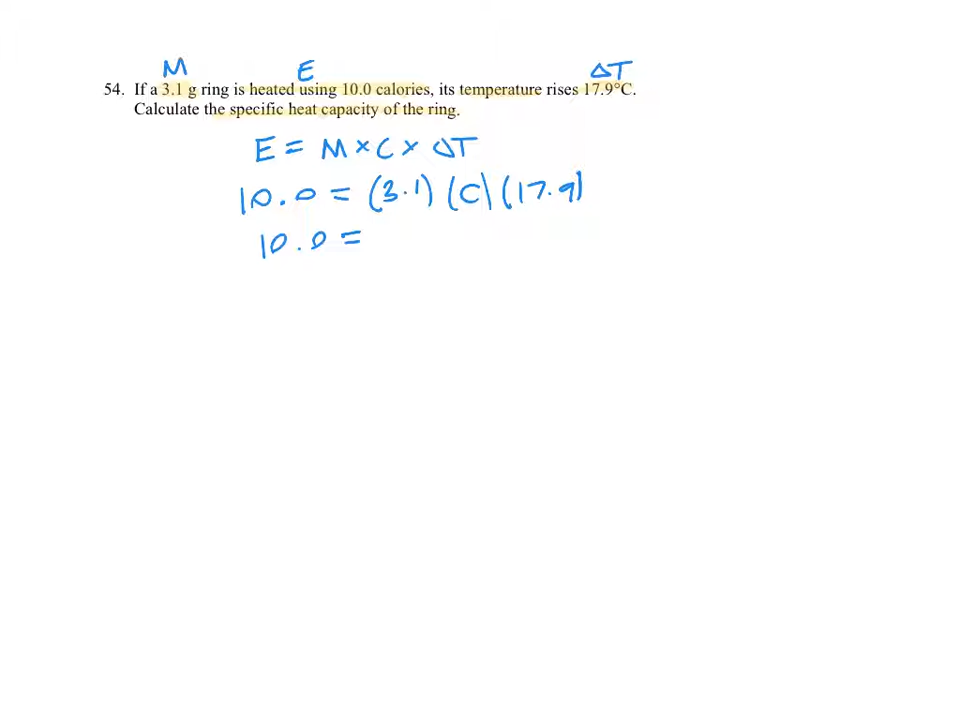 M E ΔT
54. If a 3.1 g ring is heated using 10.0 calories, its temperature rises 17.9°C.
Calculate the specific heat capacity of the ring.
E = M × C × ΔT
10.0 = (3.1) (C) (17.9)
10.0 =